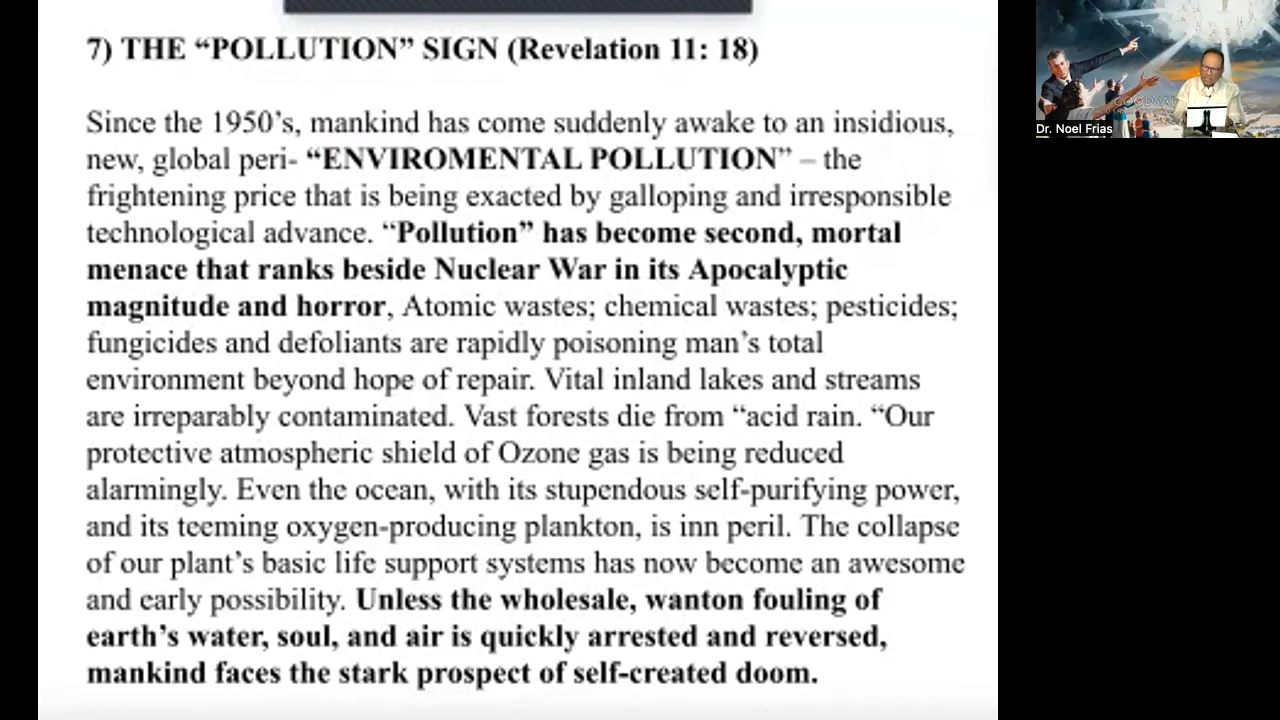 7) THE “POLLUTION” SIGN (Revelation 11: 18)
Since the 1950’s, mankind has come suddenly awake to an insidious,
new, global peri- “ENVIROMENTAL POLLUTION” – the
frightening price that is being exacted by galloping and irresponsible
technological advance. “Pollution” has become second, mortal
menace that ranks beside Nuclear War in its Apocalyptic
magnitude and horror, Atomic wastes; chemical wastes; pesticides;
fungicides and defoliants are rapidly poisoning man’s total
environment beyond hope of repair. Vital inland lakes and streams
are irreparably contaminated. Vast forests die from “acid rain. “Our
protective atmospheric shield of Ozone gas is being reduced
alarmingly. Even the ocean, with its stupendous self-purifying power,
and its teeming oxygen-producing plankton, is inn peril. The collapse
of our plant’s basic life support systems has now become an awesome
and early possibility. Unless the wholesale, wanton fouling of
earth’s water, soul, and air is quickly arrested and reversed,
mankind faces the stark prospect of self-created doom.
Dr. Noel Frias